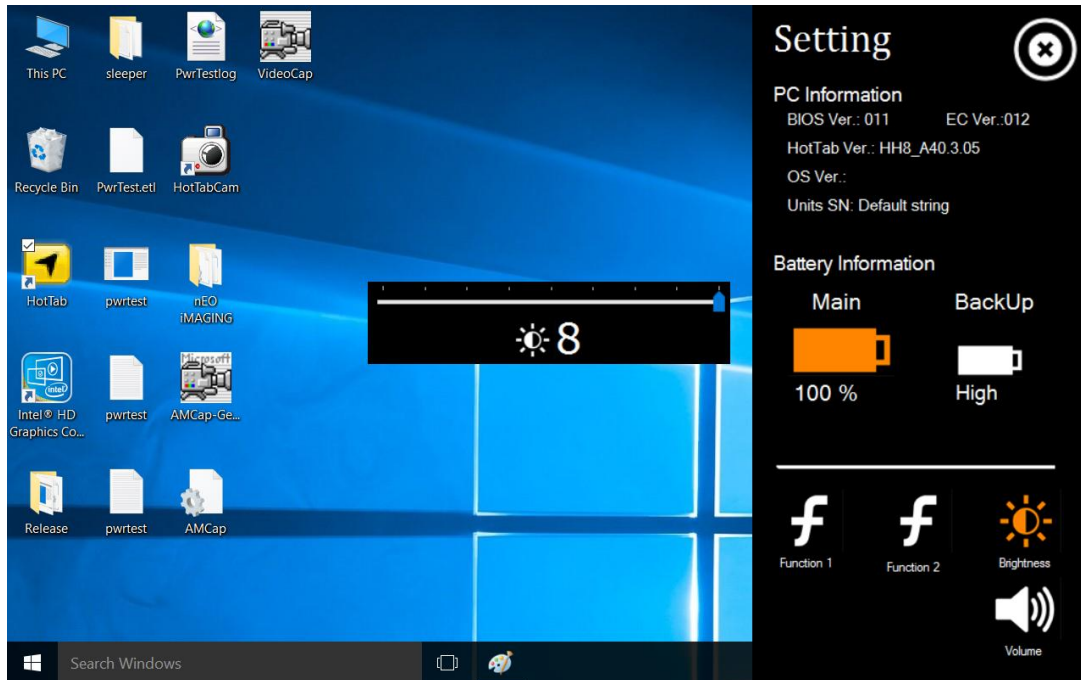 This PC
sleeper
PwrTestlog
VideoCap
Recycle Bin
PwrTest.etl
HotTabCam
HotTab
pwrtest
nEO
iMAGING
Intel® HD
Graphics Co...
pwrtest
Microsoft
AMCap-Ge...
intel
Release
pwrtest
AMCap
8
Search Windows
Setting
PC Information
BIOS Ver.: 011 EC Ver.:012
HotTab Ver.: HH8_A40.3.05
OS Ver.:
Units SN: Default string
Battery Information
Main BackUp
100 % High
Function 1 Function 2 Brightness
Volume